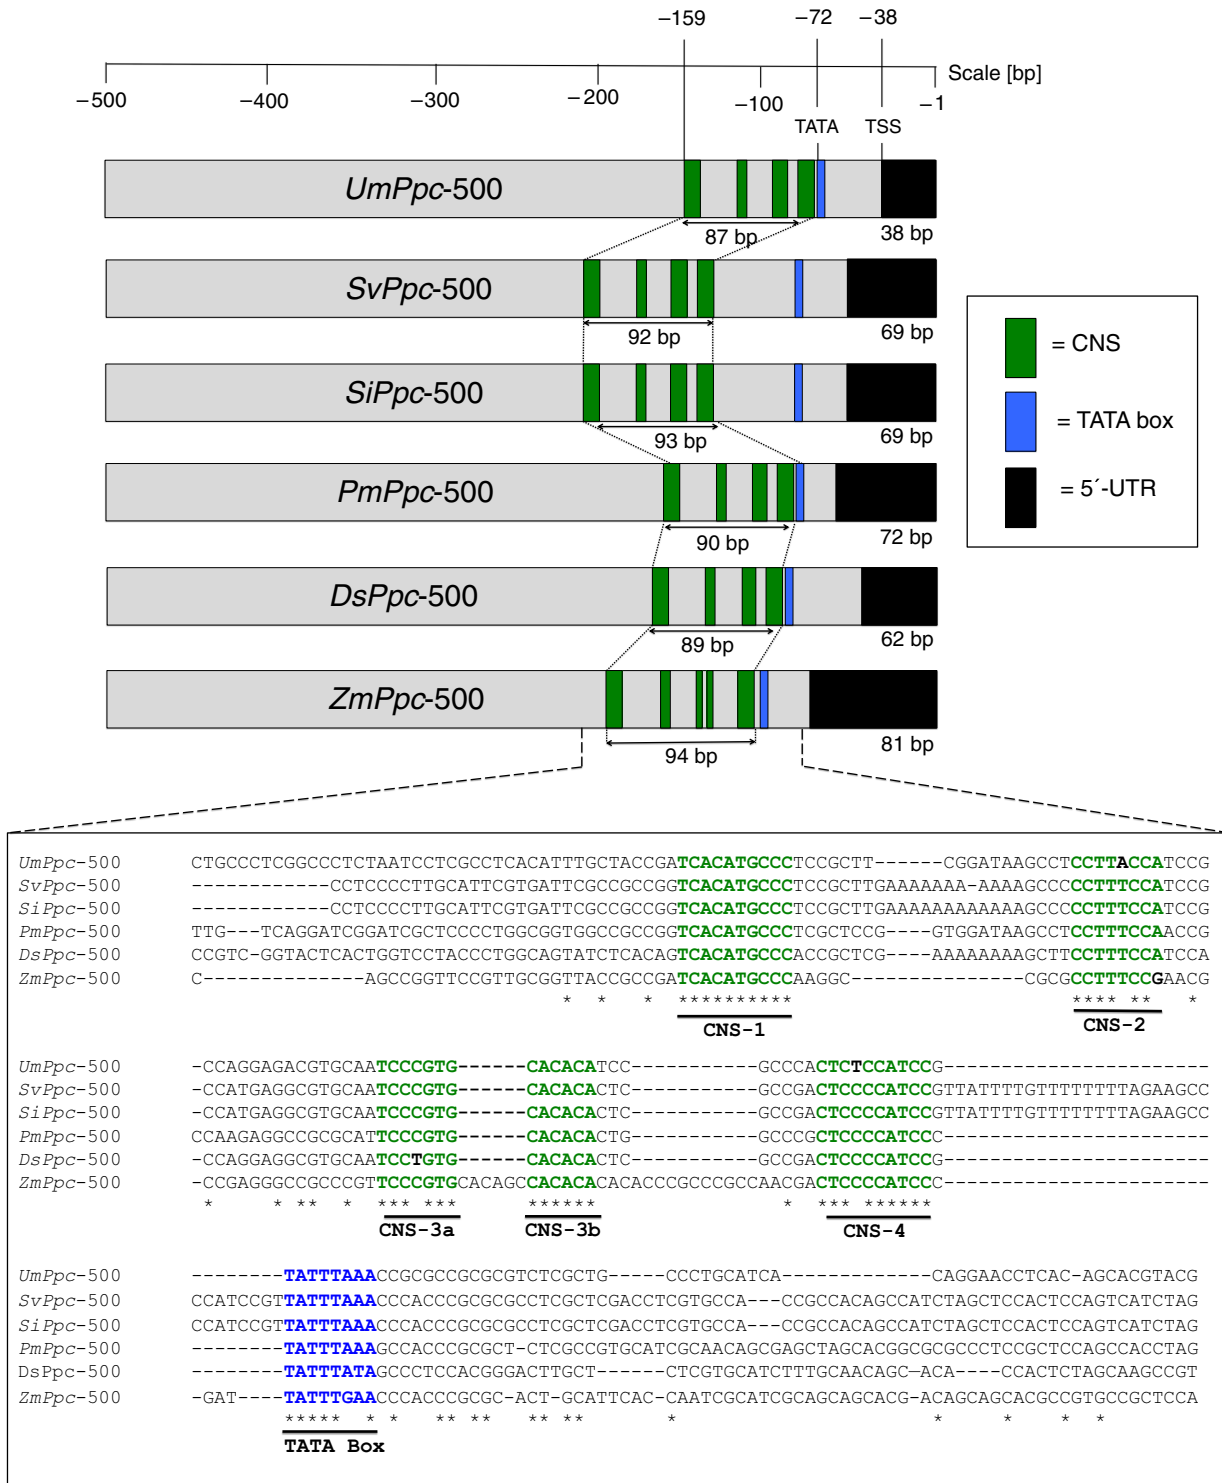 −159 −72 −38
Scale [bp]
−500 −400 −300 −200 −100 −1
TATA TSS
UmPpc-500
87 bp 38 bp
SvPpc-500
92 bp 69 bp
SiPpc-500
93 bp 69 bp
PmPpc-500
90 bp 72 bp
DsPpc-500
89 bp 62 bp
ZmPpc-500
94 bp 81 bp
= CNS
= TATA box
= 5´-UTR
UmPpc-500 CTGCCCTCGGCCCTCTAATCCTCGCCTCACATTTGCTACCGATCACATGCCCTCCGCTT------CGGATAAGCCTCCTTACCATCCG
SvPpc-500 ------------CCTCCCCTTGCATTCGTGATTCGCCGCCGGTCACATGCCCTCCGCTTGAAAAAAA-AAAAGCCCCCTTTCCATCCG
SiPpc-500 ------------CCTCCCCTTGCATTCGTGATTCGCCGCCGGTCACATGCCCTCCGCTTGAAAAAAAAAAAAGCCCCCTTTCCATCCG
PmPpc-500 TTG---TCAGGATCGGATCGCTCCCCTGGCGGTGGCCGCCGGTCACATGCCCTCGCTCCG---GTGGATAAGCCTCCTTTCCAACCG
DsPpc-500 CCGTC-GGTACTCACTGGTCCTACCCTGGCAGTATCTCACAGTCACATGCCCACCGCTCG---AAAAAAAAGCTTCCTTTCCATCCA
ZmPpc-500 C--------------AGCCGGTTCCGTTGCGGTTACCGCCGATCACATGCCCAAGGC---------------CGCGCCTTTCCGAACG
* * * ********** **** ** *
CNS-1 CNS-2
UmPpc-500 -CCAGGAGACGTGCAATCCCGTG------CACACATCC------------GCCCACTCTCCATCCG-----------------------
SvPpc-500 -CCATGAGGCGTGCAATCCCGTG------CACACACTC------------GCCGACTCCCCATCCGTTATTTTGTTTTTTTTAGAAGCC
SiPpc-500 -CCATGAGGCGTGCAATCCCGTG------CACACACTC------------GCCGACTCCCCATCCGTTATTTTGTTTTTTTTAGAAGCC
PmPpc-500 CCAAGAGGCCGCGCATTCCCGTG------CACACACTG------------GCCCGCTCCCCATCCC-----------------------
DsPpc-500 -CCAGGAGGCGTGCAATCCTGTG------CACACACTC------------GCCGACTCCCCATCCG-----------------------
ZmPpc-500 -CCGAGGGCCGCCCGTTCCCGTGCACAGCCACACACACACCCGCCCGCCAACGACTCCCCATCCC-----------------------
* * ** * *** *** ****** * *** ******
CNS-3a CNS-3b CNS-4
UmPpc-500 --------TATTTAAACCGCGCCGCGCGTCTCGCTG-----CCCTGCATCA-------------CAGGAACCTCAC-AGCACGTACG
SvPpc-500 CCATCCGTTATTTAAACCCACCCGCGCGCCTCGCTCGACCTCGTGCCA---CCGCCACAGCCATCTAGCTCCACTCCAGTCATCTAG
SiPpc-500 CCATCCGTTATTTAAACCCACCCGCGCGCCTCGCTCGACCTCGTGCCA---CCGCCACAGCCATCTAGCTCCACTCCAGTCATCTAG
PmPpc-500 --------TATTTAAAGCCACCCGCGCT-CTCGCCGTGCATCGCAACAGCGAGCTAGCACGGCGCGCCCTCCGCTCCAGCCACCTAG
DsPpc-500 --------TATTTATAGCCCTCCACGGGACTTGCT------CTCGTGCATCTTTGCAACAGC-ACA----CCACTCTAGCAAGCCGT
ZmPpc-500 -GAT----TATTTGAACCCACCCGCGC-ACT-GCATTCAC-CAATCGCATCGAAGCAGCACG-ACAGCAGCACGCCGTGCCGCTCCA
***** * * ** ** ** ** * * * * *
TATA Box